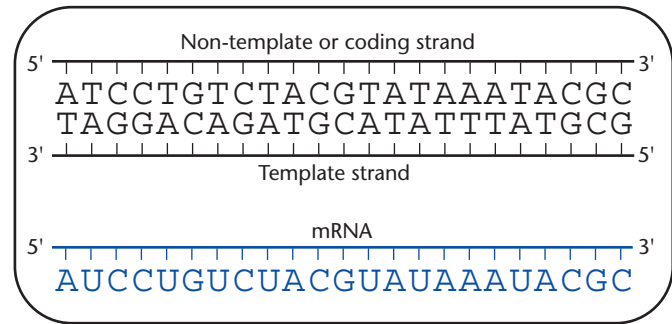 Non-template or coding strand
5' 3'
ATCCTGTCTACGTATAAATACGC
TAGGACAGATGCATATTTATGCG
3' 5'
Template strand
mRNA
5' 3'
AUCCUGUCUACGUAUAAAUACGC